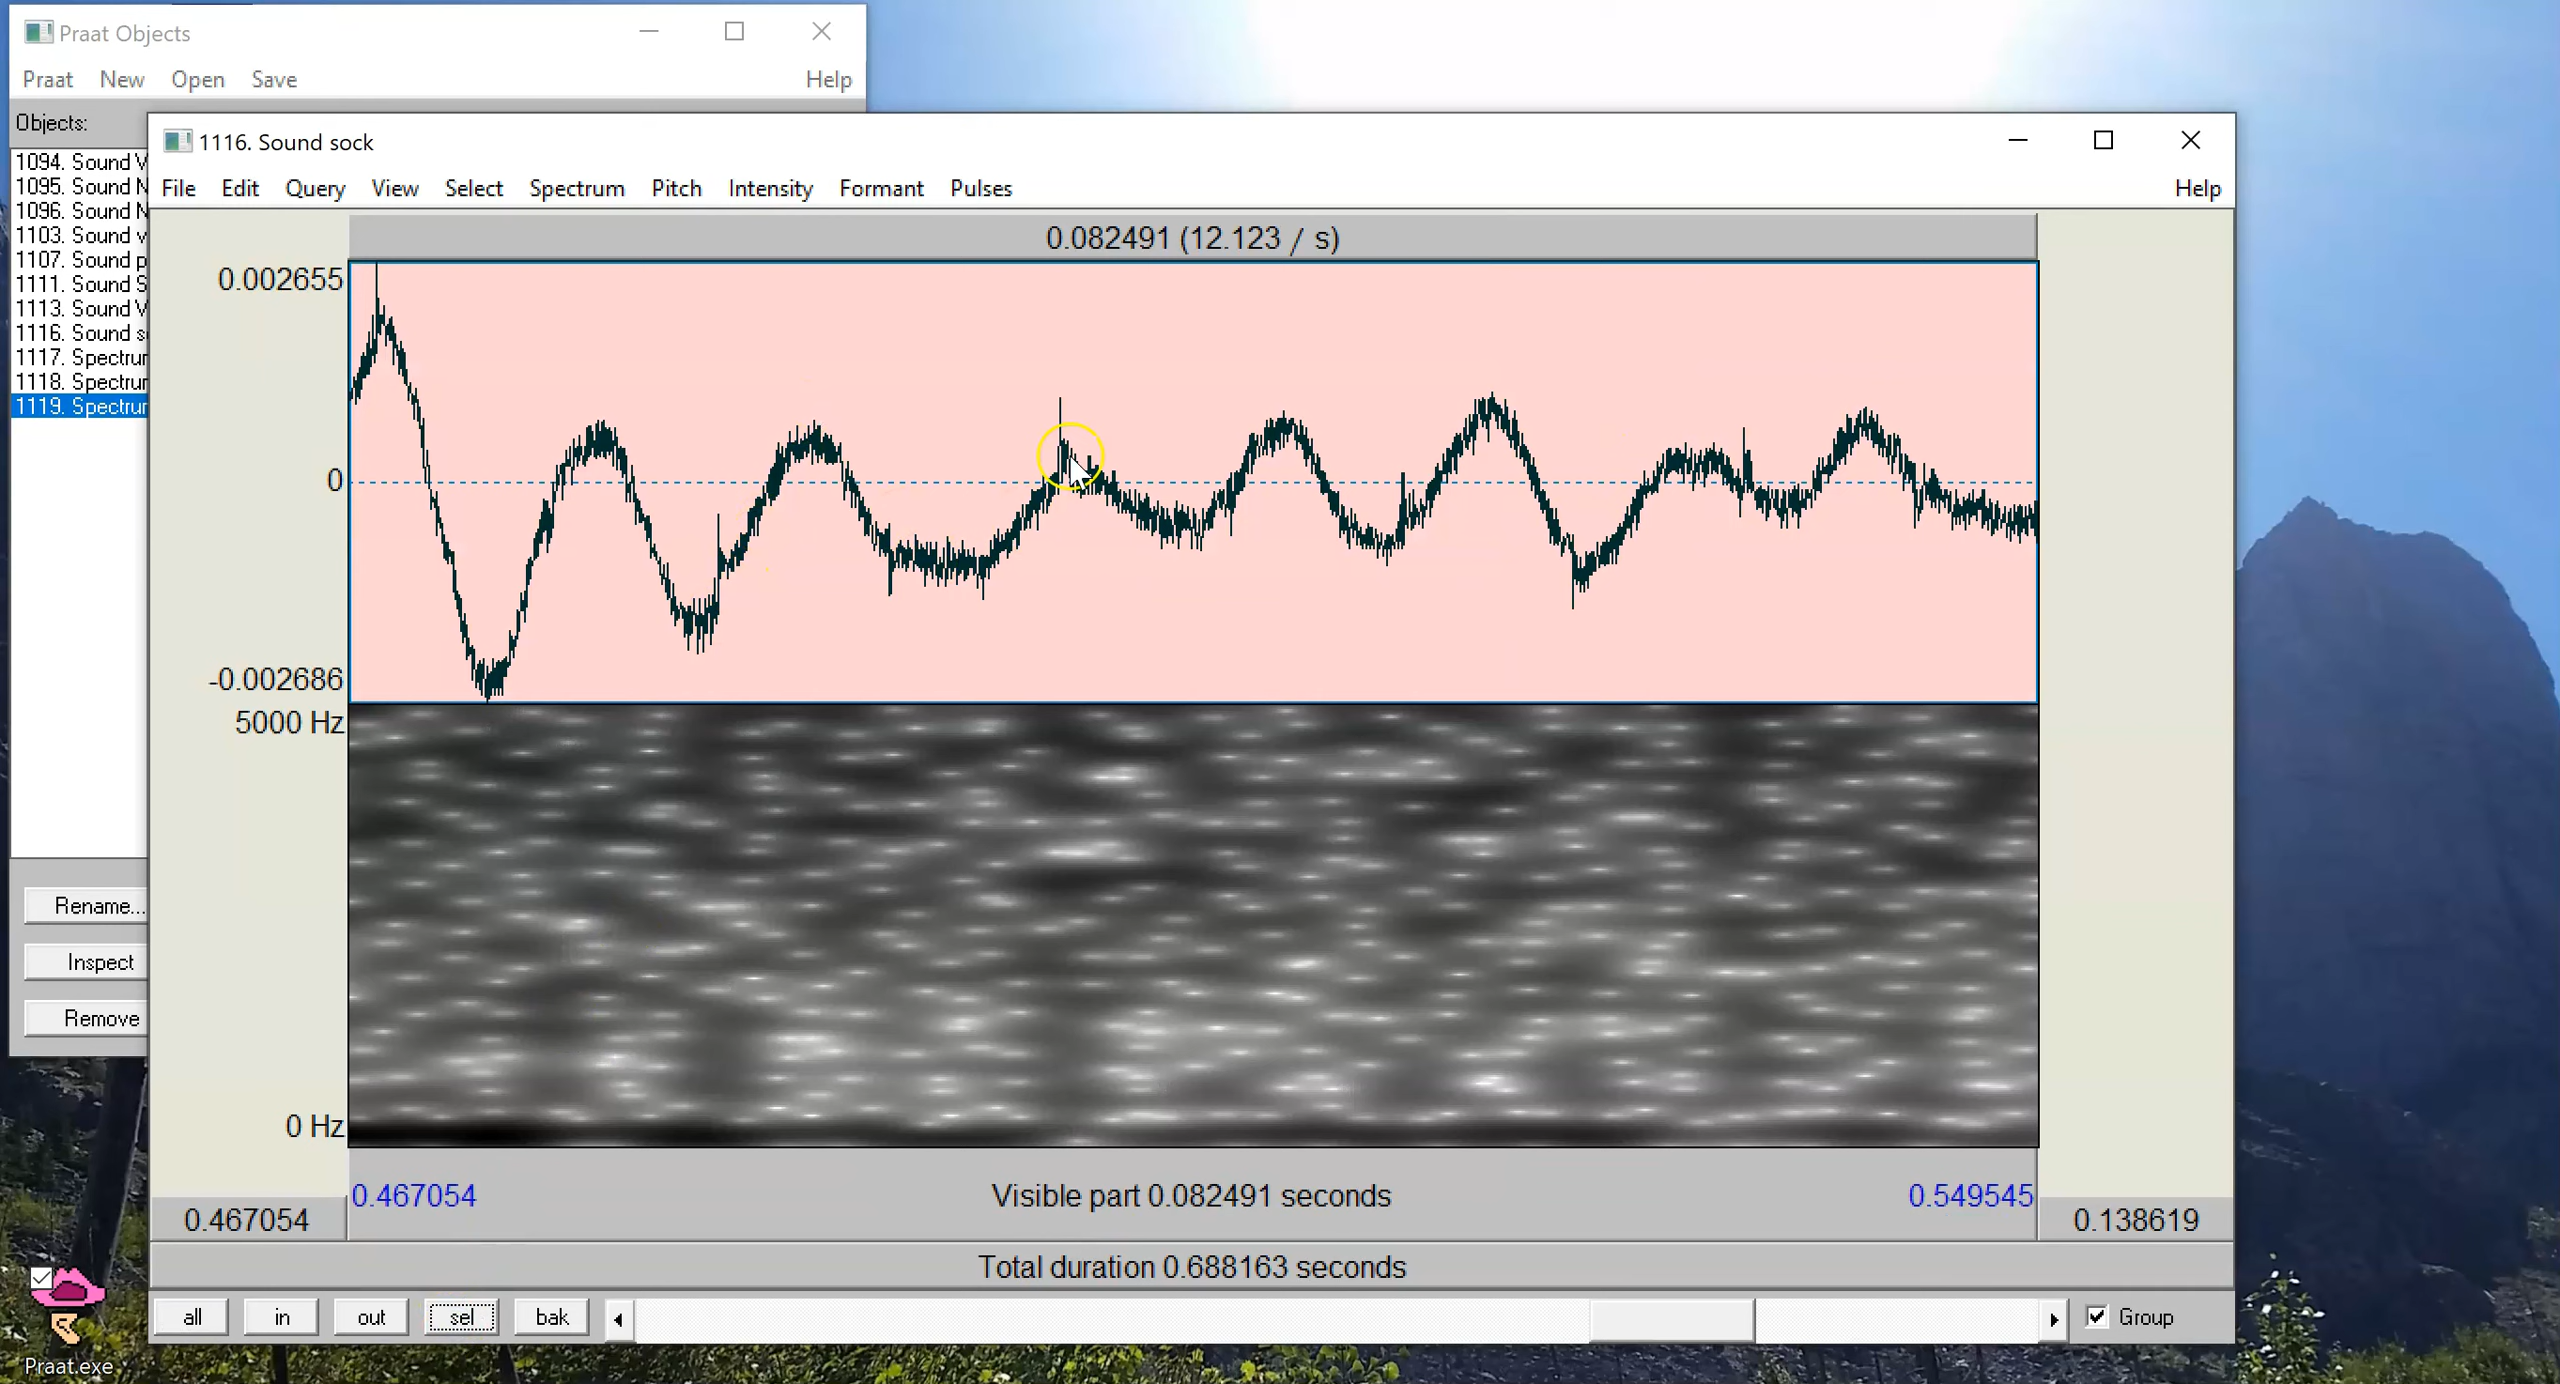 Praat Objects
Praat New Open Save Help
Objects:
1094. Sound V
1095. Sound N
1096. Sound N
1103. Sound v
1107. Sound p
1111. Sound S
1113. Sound V
1116. Sound s
1117. Spectrur
1118. Spectrur
1119. Spectrur
Rename...
Inspect
Remove
1116. Sound sock
File Edit Query View Select Spectrum Pitch Intensity Formant Pulses Help
0.082491 (12.123 / s)
0.002655
0
-0.002686
5000 Hz
0 Hz
0.467054 Visible part 0.082491 seconds 0.549545
0.467054 0.138619
Total duration 0.688163 seconds
all in out sel bak Group
Praat.exe